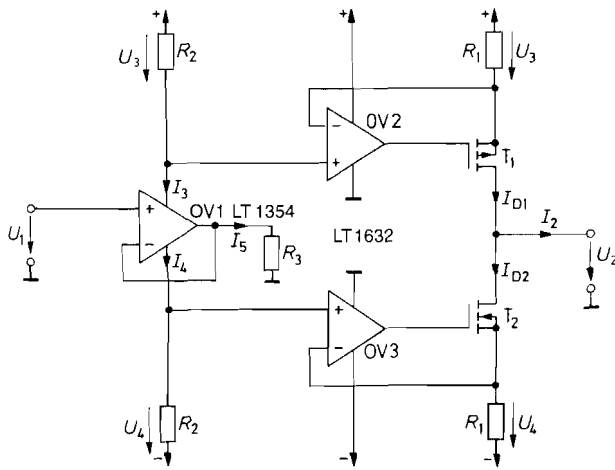 + + +
U3 R2 R1 U3
OV2
− +
T1
I3 ID1
+ − OV1 LT 1354 LT 1632 I2
U1 I4 I5 R3 U2
ID2
+ − OV3
T2
U4 R2 R1 U4
− − −